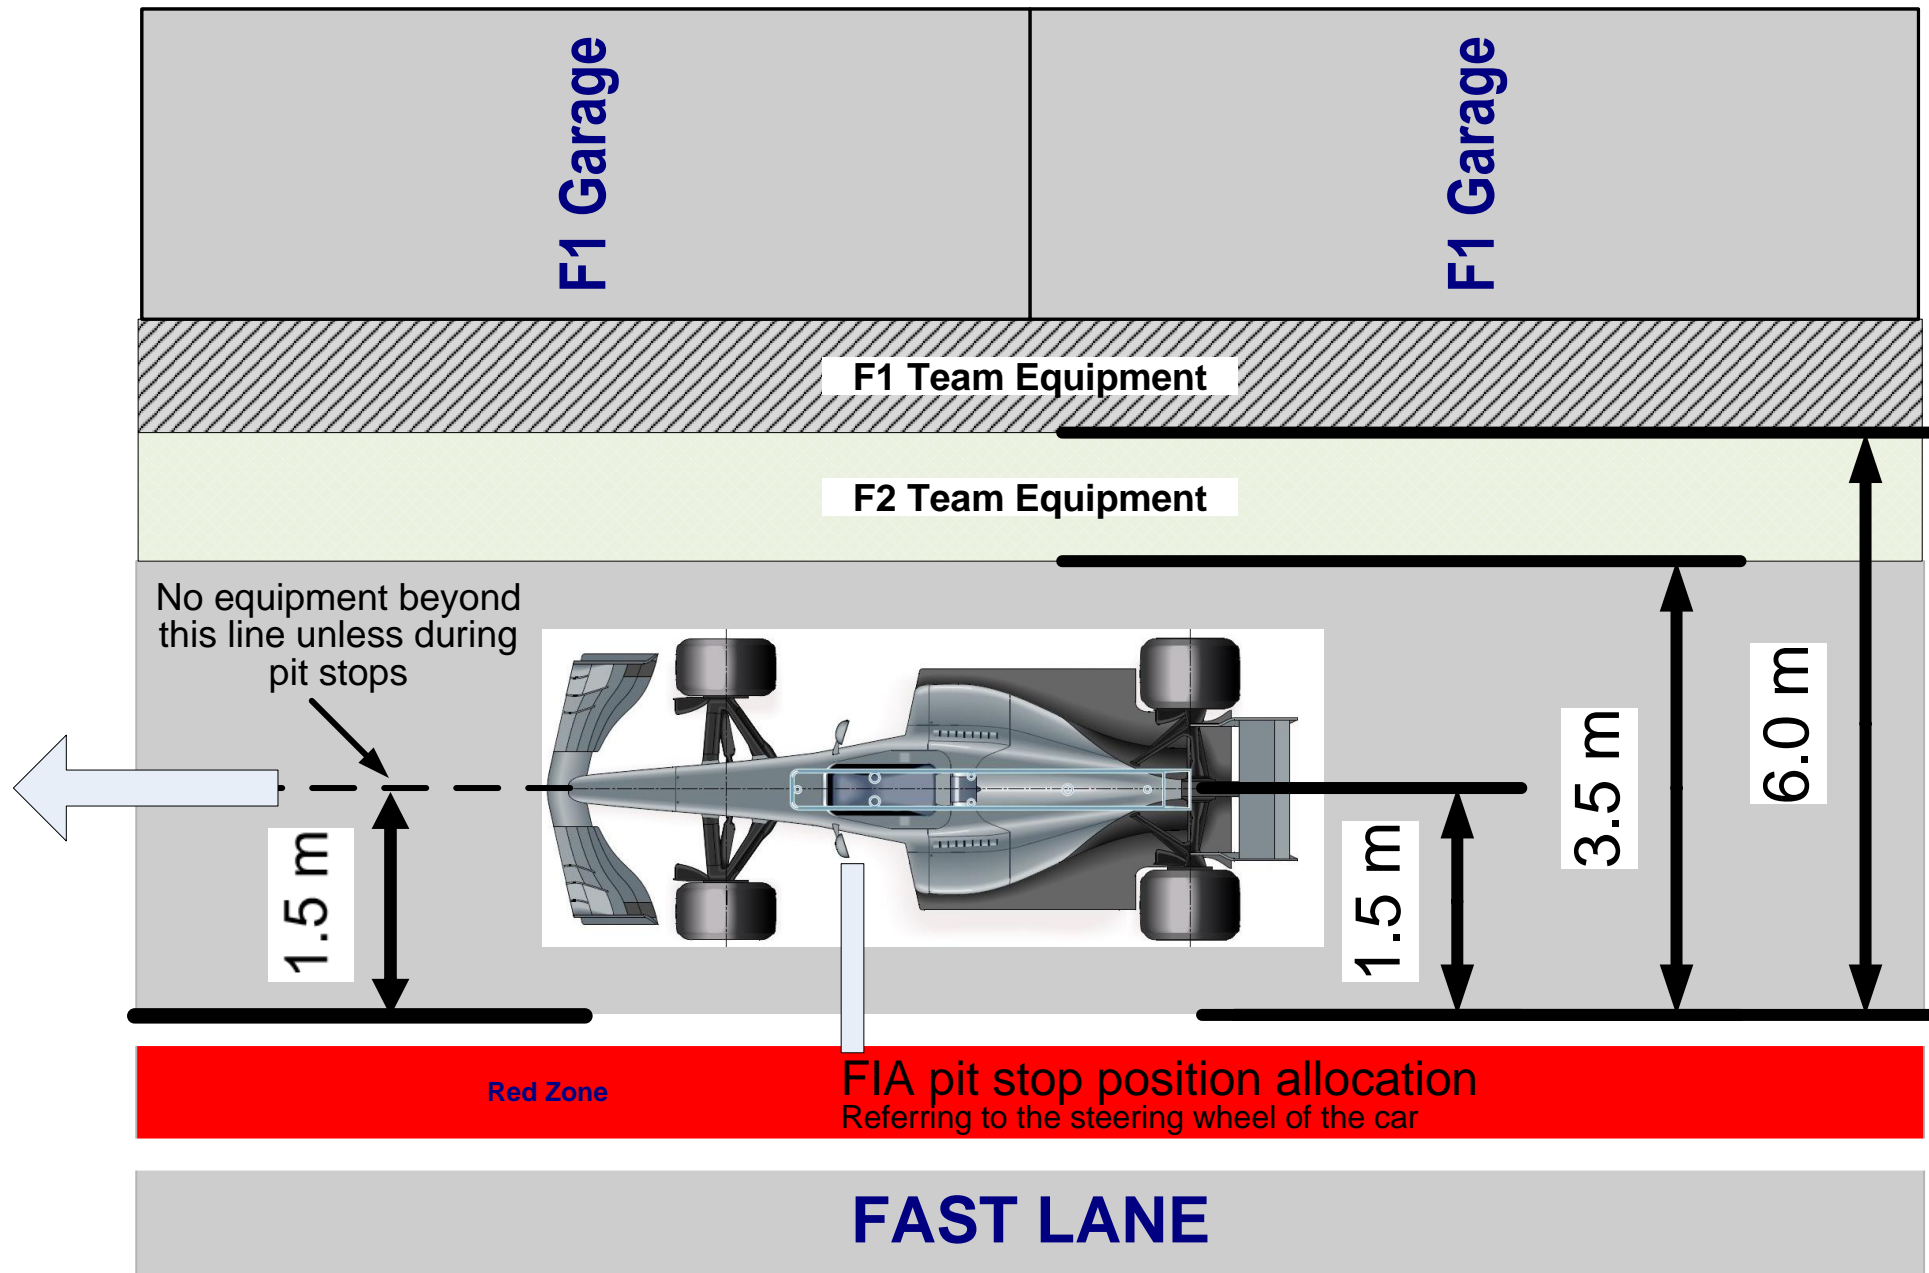 F1 Garage
F1 Garage
F1 Team Equipment
F2 Team Equipment
No equipment beyond
this line unless during
pit stops
1.5 m
1.5 m
3.5 m
6.0 m
Red Zone
FIA pit stop position allocation
Referring to the steering wheel of the car
FAST LANE